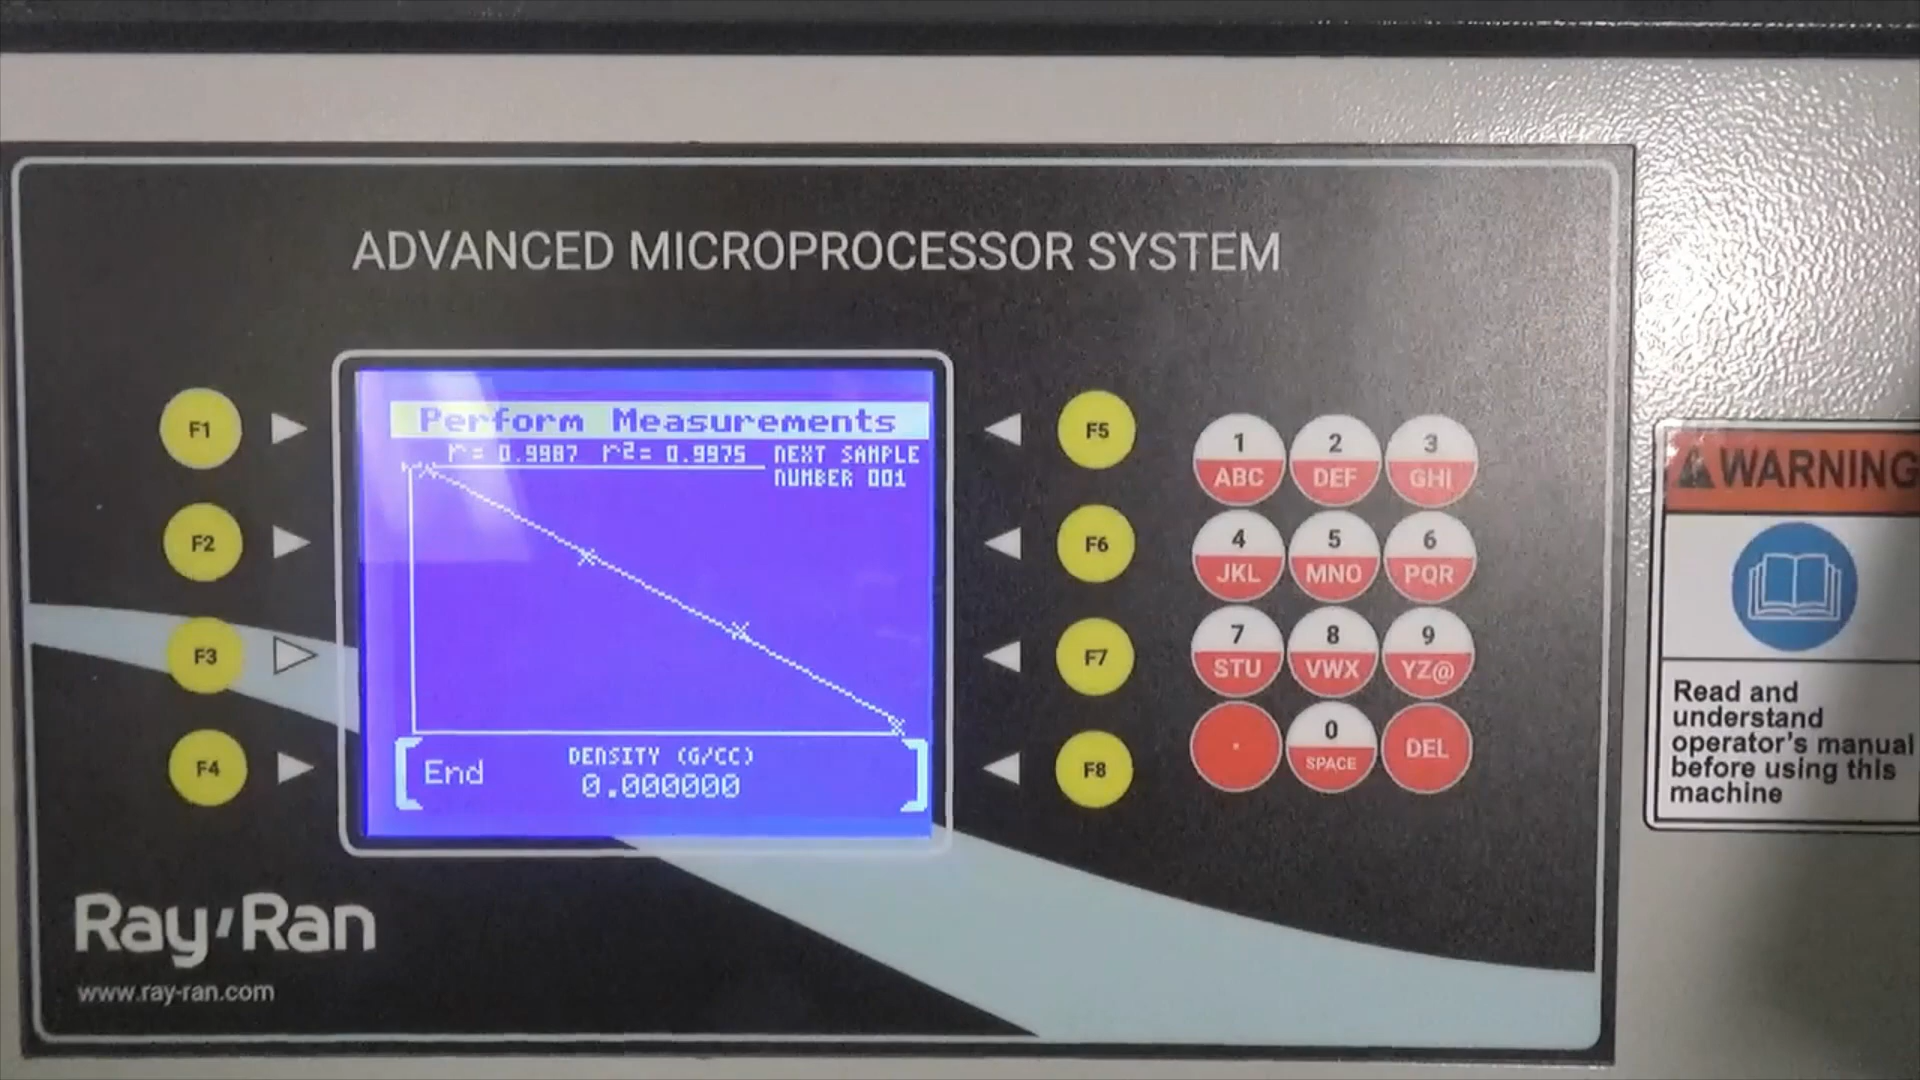 ADVANCED MICROPROCESSOR SYSTEM
F1
F2
F3
F4
Perform Measurements
r= 0.9987 r²= 0.9975
NEXT SAMPLE
NUMBER 001
End
DENSITY (G/CC)
0.000000
F5
F6
F7
F8
1 2 3
ABC DEF GHI
4 5 6
JKL MNO PQR
7 8 9
STU VWX YZ@
. 0 DEL
SPACE
Ray-Ran
www.ray-ran.com
WARNING
Read and
understand
operator's manual
before using this
machine